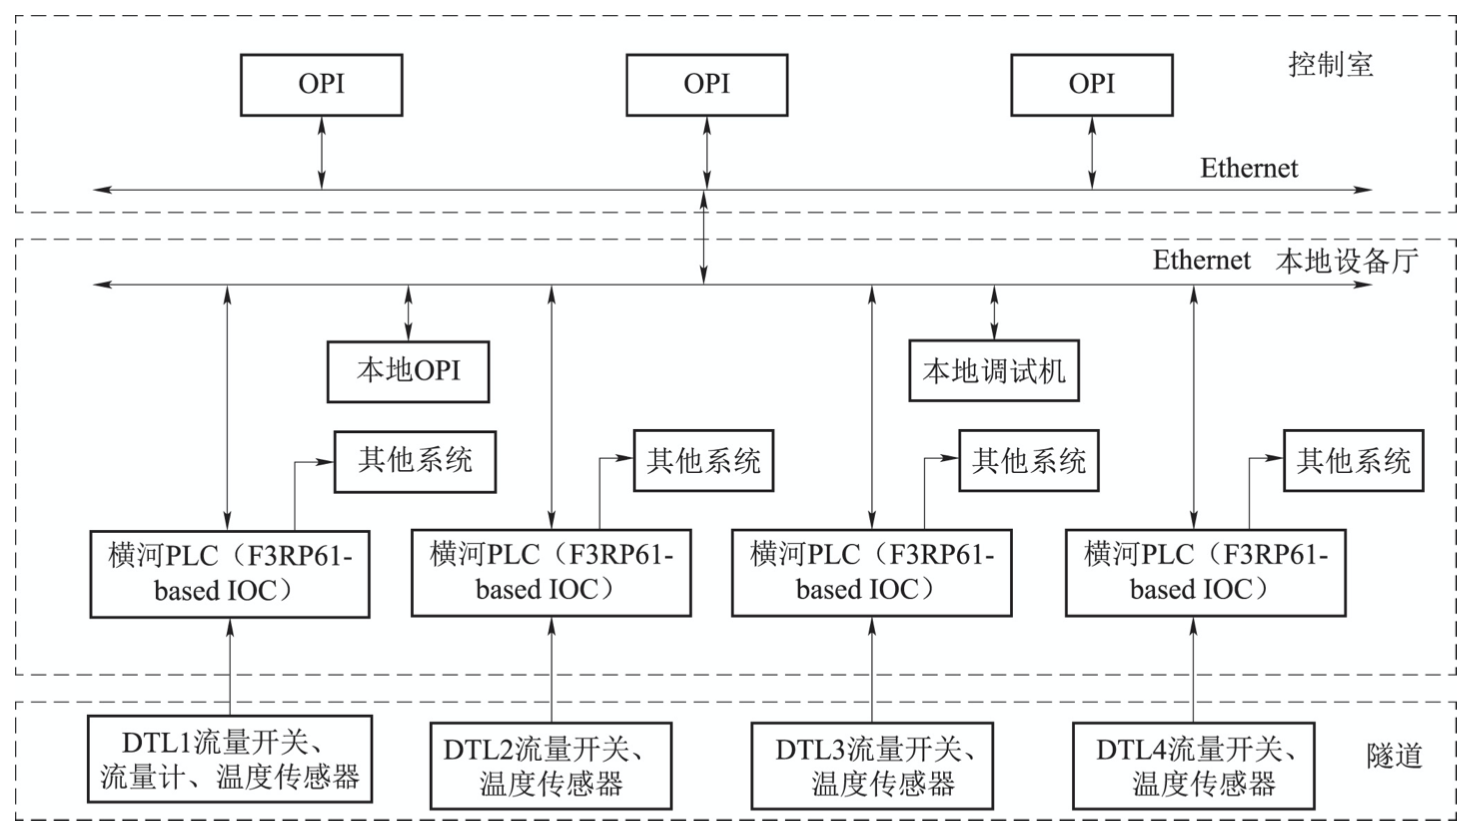 控制室
OPI
OPI
OPI
Ethernet
Ethernet 本地设备厅
本地OPI
本地调试机
其他系统
其他系统
其他系统
其他系统
横河PLC（F3RP61-
based IOC）
横河PLC（F3RP61-
based IOC）
横河PLC（F3RP61-
based IOC）
横河PLC（F3RP61-
based IOC）
DTL1流量开关、
流量计、温度传感器
DTL2流量开关、
温度传感器
DTL3流量开关、
温度传感器
DTL4流量开关、
温度传感器
隧道